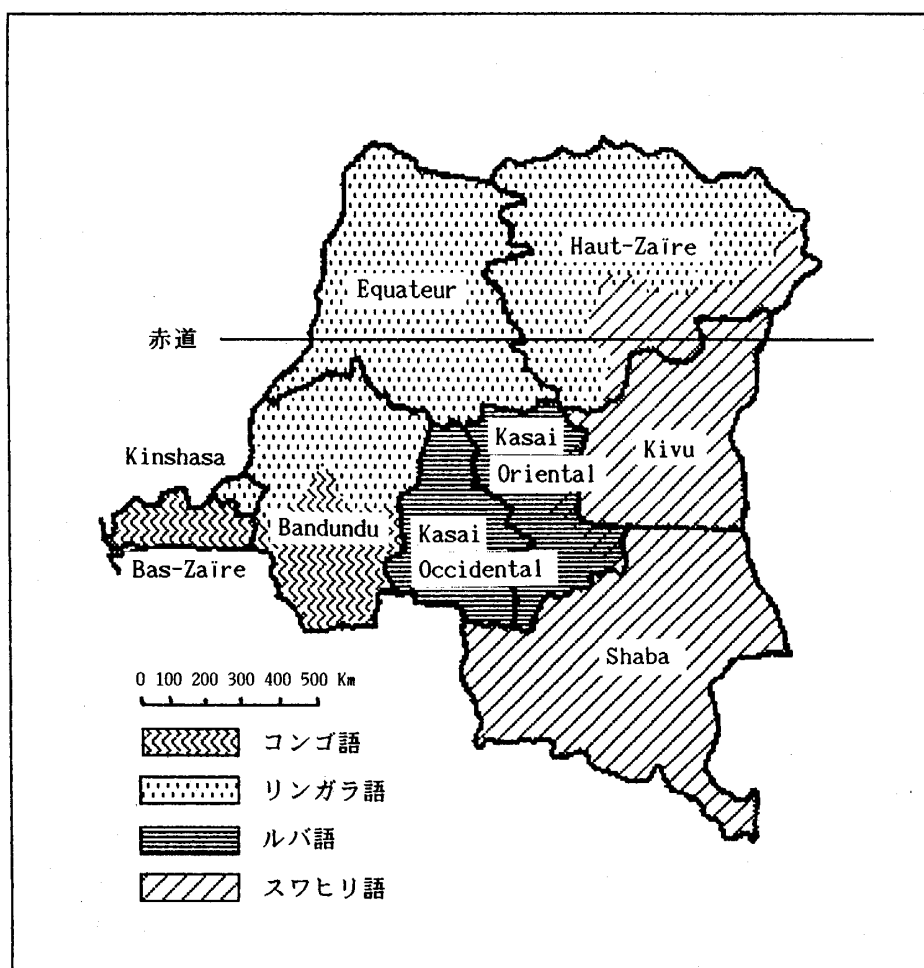 Haut-Zaïre
Equateur
赤道
Kasai
Oriental
Kivu
Kinshasa
Bandundu
Kasai
Occidental
Bas-Zaïre
Shaba
0 100 200 300 400 500 Km
コンゴ語
リンガラ語
ルバ語
スワヒリ語